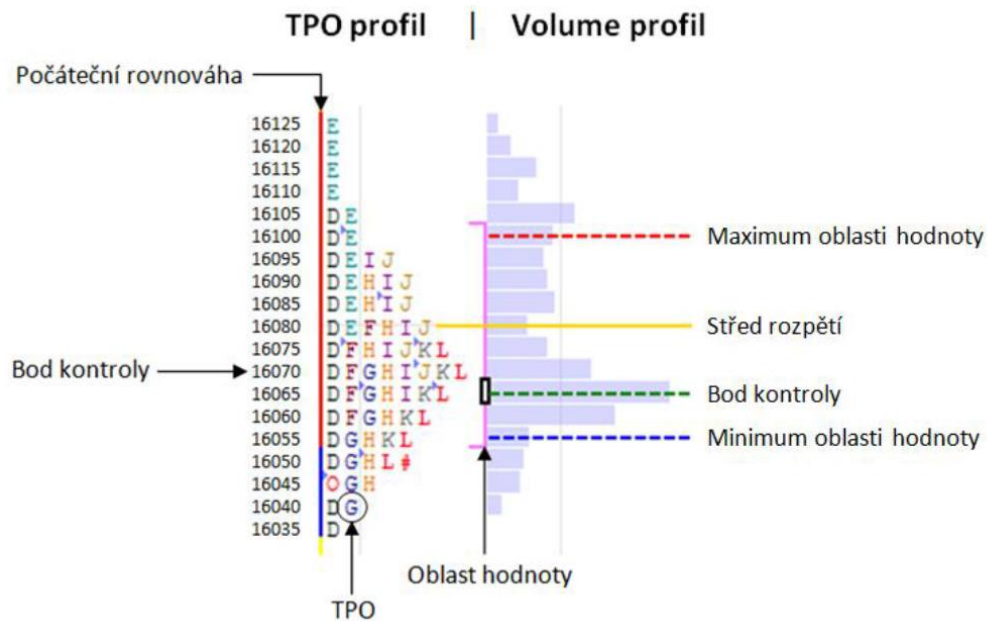 TPO profil | Volume profil
Počáteční rovnováha
16125 E
16120 E
16115 E
16110 E
16105 D E
16100 D E
16095 D E I J
16090 D E H I J
16085 D E H I J
16080 D E F H I J
16075 D F H I J K L
16070 D F G H I J K L
16065 D F G H I K L
16060 D F G H K L
16055 D G H K L
16050 D G H L #
16045 O G H
16040 D G
16035 D
Bod kontroly
Maximum oblasti hodnoty
Střed rozpětí
Bod kontroly
Minimum oblasti hodnoty
Oblast hodnoty
TPO